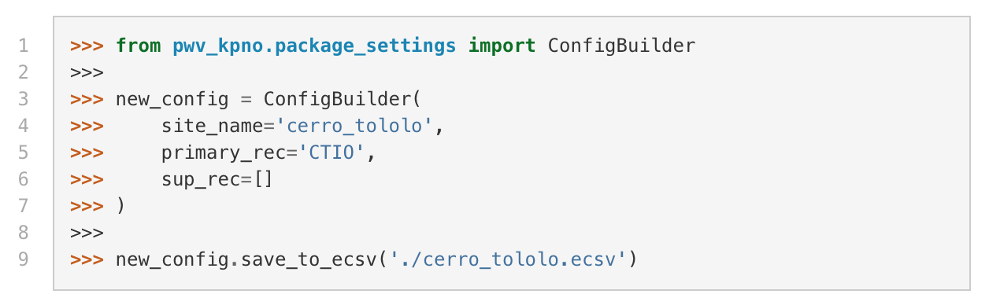 1 >>> from pwv_kpno.package_settings import ConfigBuilder
2 >>>
3 >>> new_config = ConfigBuilder(
4 >>>     site_name='cerro_tololo',
5 >>>     primary_rec='CTIO',
6 >>>     sup_rec=[]
7 >>> )
8 >>>
9 >>> new_config.save_to_ecsv('./cerro_tololo.ecsv')